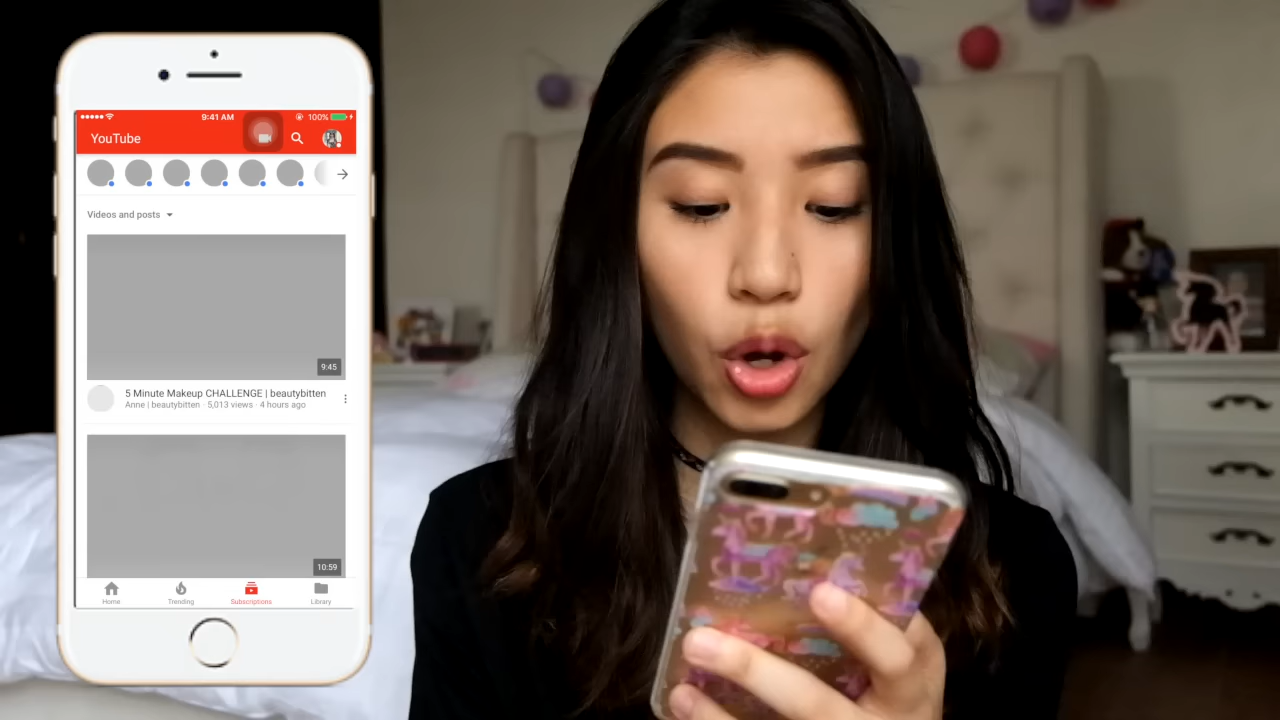 9:41 AM
100%
YouTube
Videos and posts
9:45
5 Minute Makeup CHALLENGE | beautybitten
Anne | beautybitten · 5,013 views · 4 hours ago
10:59
Home
Trending
Subscriptions
Library